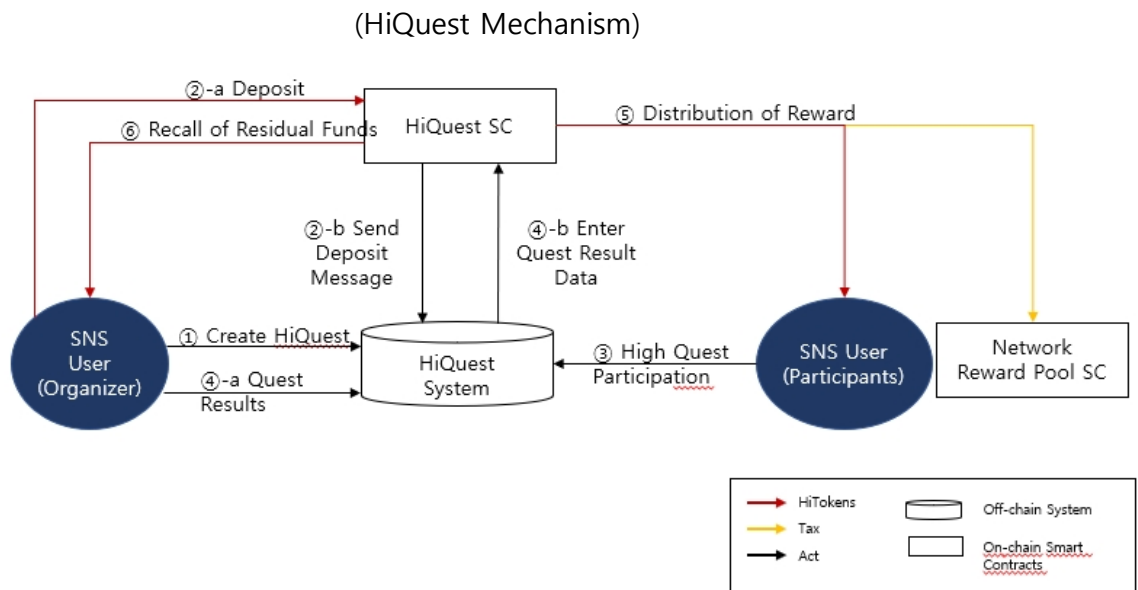 (HiQuest Mechanism)
②-a Deposit
⑥ Recall of Residual Funds
HiQuest SC
⑤ Distribution of Reward
②-b Send
Deposit
Message
④-b Enter
Quest Result
Data
SNS
User
(Organizer)
① Create HiQuest
④-a Quest
Results
HiQuest
System
③ High Quest
Participation
SNS User
(Participants)
Network
Reward Pool SC
HiTokens
Tax
Act
Off-chain System
On-chain Smart
Contracts